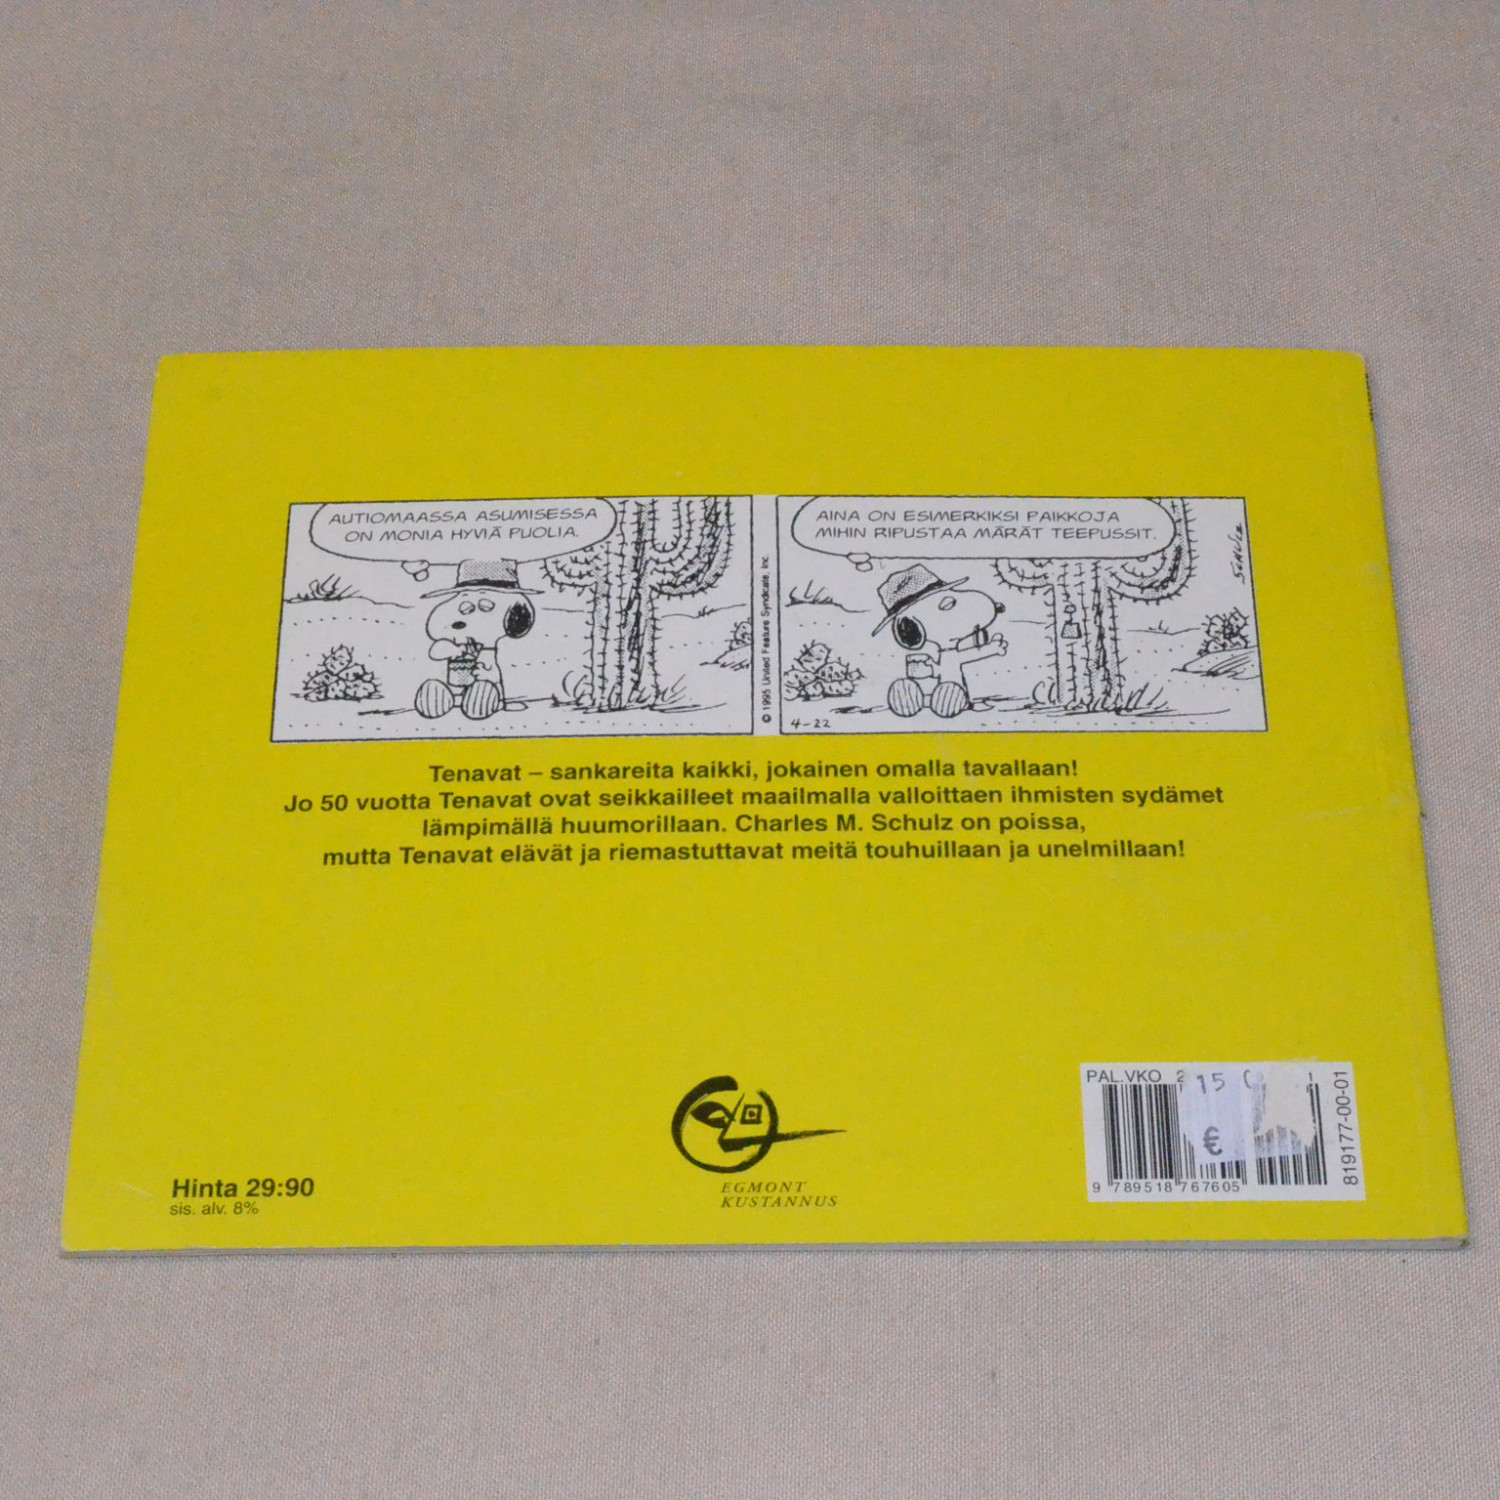 AUTIOMAASSA ASUMISESSA
ON MONIA HYVIÄ PUOLIA.
AINA ON ESIMERKIKSI PAIKKOJA
MIHIN RIPUSTAA MÄRÄT TEEPUSSIT.
SCHULZ
© 1995 United Feature Syndicate, Inc.
4-22
Tenavat – sankareita kaikki, jokainen omalla tavallaan!
Jo 50 vuotta Tenavat ovat seikkailleet maailmalla valloittaen ihmisten sydämet
lämpimällä huumorillaan. Charles M. Schulz on poissa,
mutta Tenavat elävät ja riemastuttavat meitä touhuillaan ja unelmillaan!
Hinta 29:90
sis. alv. 8%
EGMONT
KUSTANNUS
PAL.VKO 2
15
€
9 789518 767605
819177-00-01